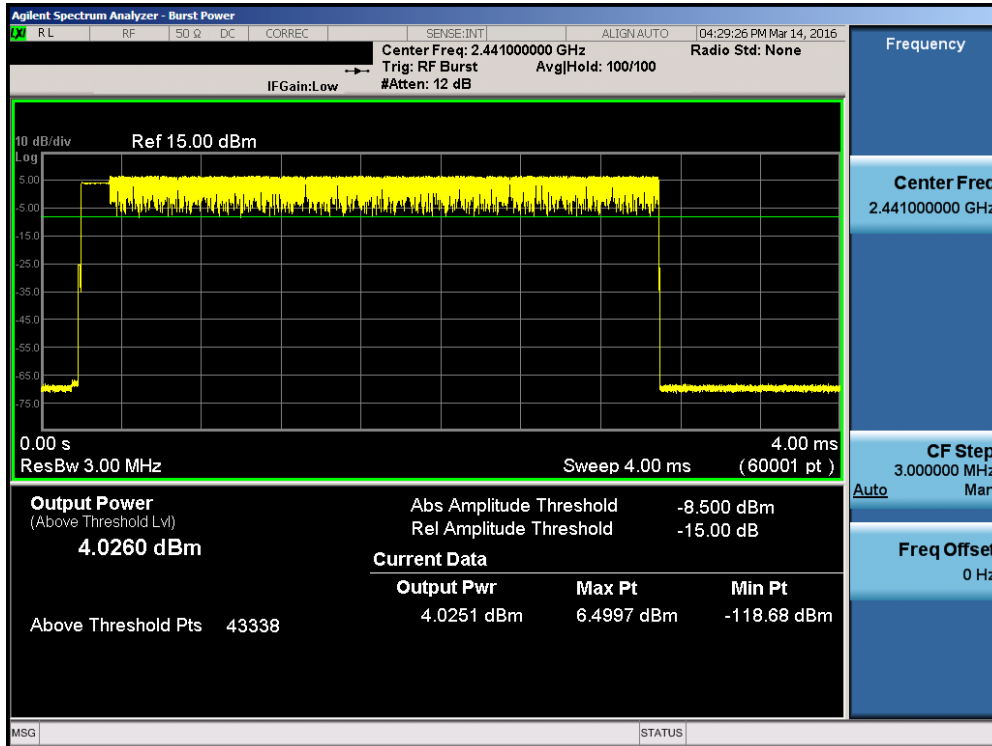 Agilent Spectrum Analyzer - Burst Power
LXI RL RF 50 Ω DC CORREC SENSE:INT ALIGN AUTO 04:29:26 PM Mar 14, 2016
Center Freq: 2.441000000 GHz Radio Std: None
Trig: RF Burst Avg|Hold: 100/100
IFGain:Low #Atten: 12 dB
10 dB/div Ref 15.00 dBm
Log
5.00
-5.00
-15.0
-25.0
-35.0
-45.0
-55.0
-65.0
-75.0
0.00 s 4.00 ms
ResBw 3.00 MHz Sweep 4.00 ms (60001 pt)
Output Power
(Above Threshold Lvl)
4.0260 dBm
Above Threshold Pts 43338
Abs Amplitude Threshold -8.500 dBm
Rel Amplitude Threshold -15.00 dB
Current Data
Output Pwr Max Pt Min Pt
4.0251 dBm 6.4997 dBm -118.68 dBm
MSG STATUS
Frequency
Center Freq
2.441000000 GHz
CF Step
3.000000 MHz
Auto Man
Freq Offset
0 Hz